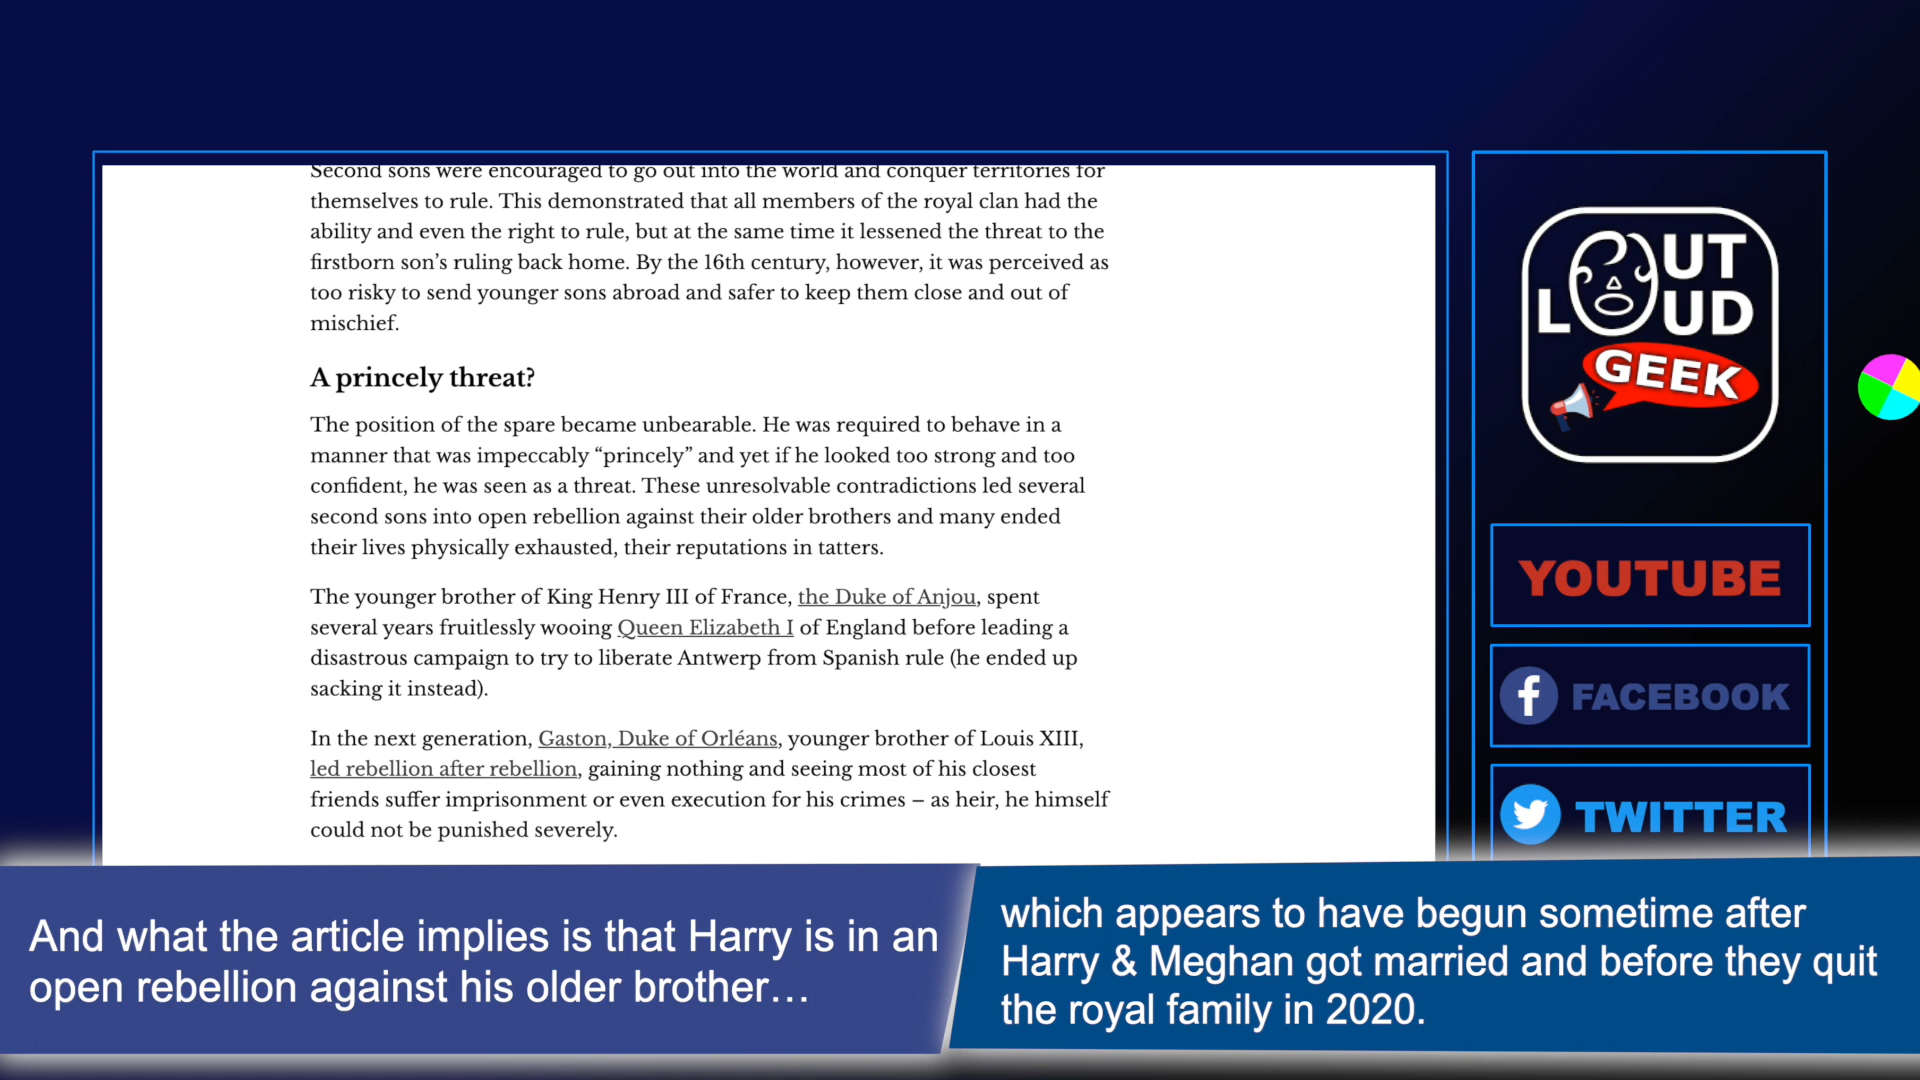 Second sons were encouraged to go out into the world and conquer territories for
themselves to rule. This demonstrated that all members of the royal clan had the
ability and even the right to rule, but at the same time it lessened the threat to the
firstborn son’s ruling back home. By the 16th century, however, it was perceived as
too risky to send younger sons abroad and safer to keep them close and out of
mischief.
A princely threat?
The position of the spare became unbearable. He was required to behave in a
manner that was impeccably “princely” and yet if he looked too strong and too
confident, he was seen as a threat. These unresolvable contradictions led several
second sons into open rebellion against their older brothers and many ended
their lives physically exhausted, their reputations in tatters.
The younger brother of King Henry III of France, the Duke of Anjou, spent
several years fruitlessly wooing Queen Elizabeth I of England before leading a
disastrous campaign to try to liberate Antwerp from Spanish rule (he ended up
sacking it instead).
In the next generation, Gaston, Duke of Orléans, younger brother of Louis XIII,
led rebellion after rebellion, gaining nothing and seeing most of his closest
friends suffer imprisonment or even execution for his crimes – as heir, he himself
could not be punished severely.
OUT
LOUD
GEEK
YOUTUBE
FACEBOOK
TWITTER
And what the article implies is that Harry is in an
open rebellion against his older brother…
which appears to have begun sometime after
Harry & Meghan got married and before they quit
the royal family in 2020.